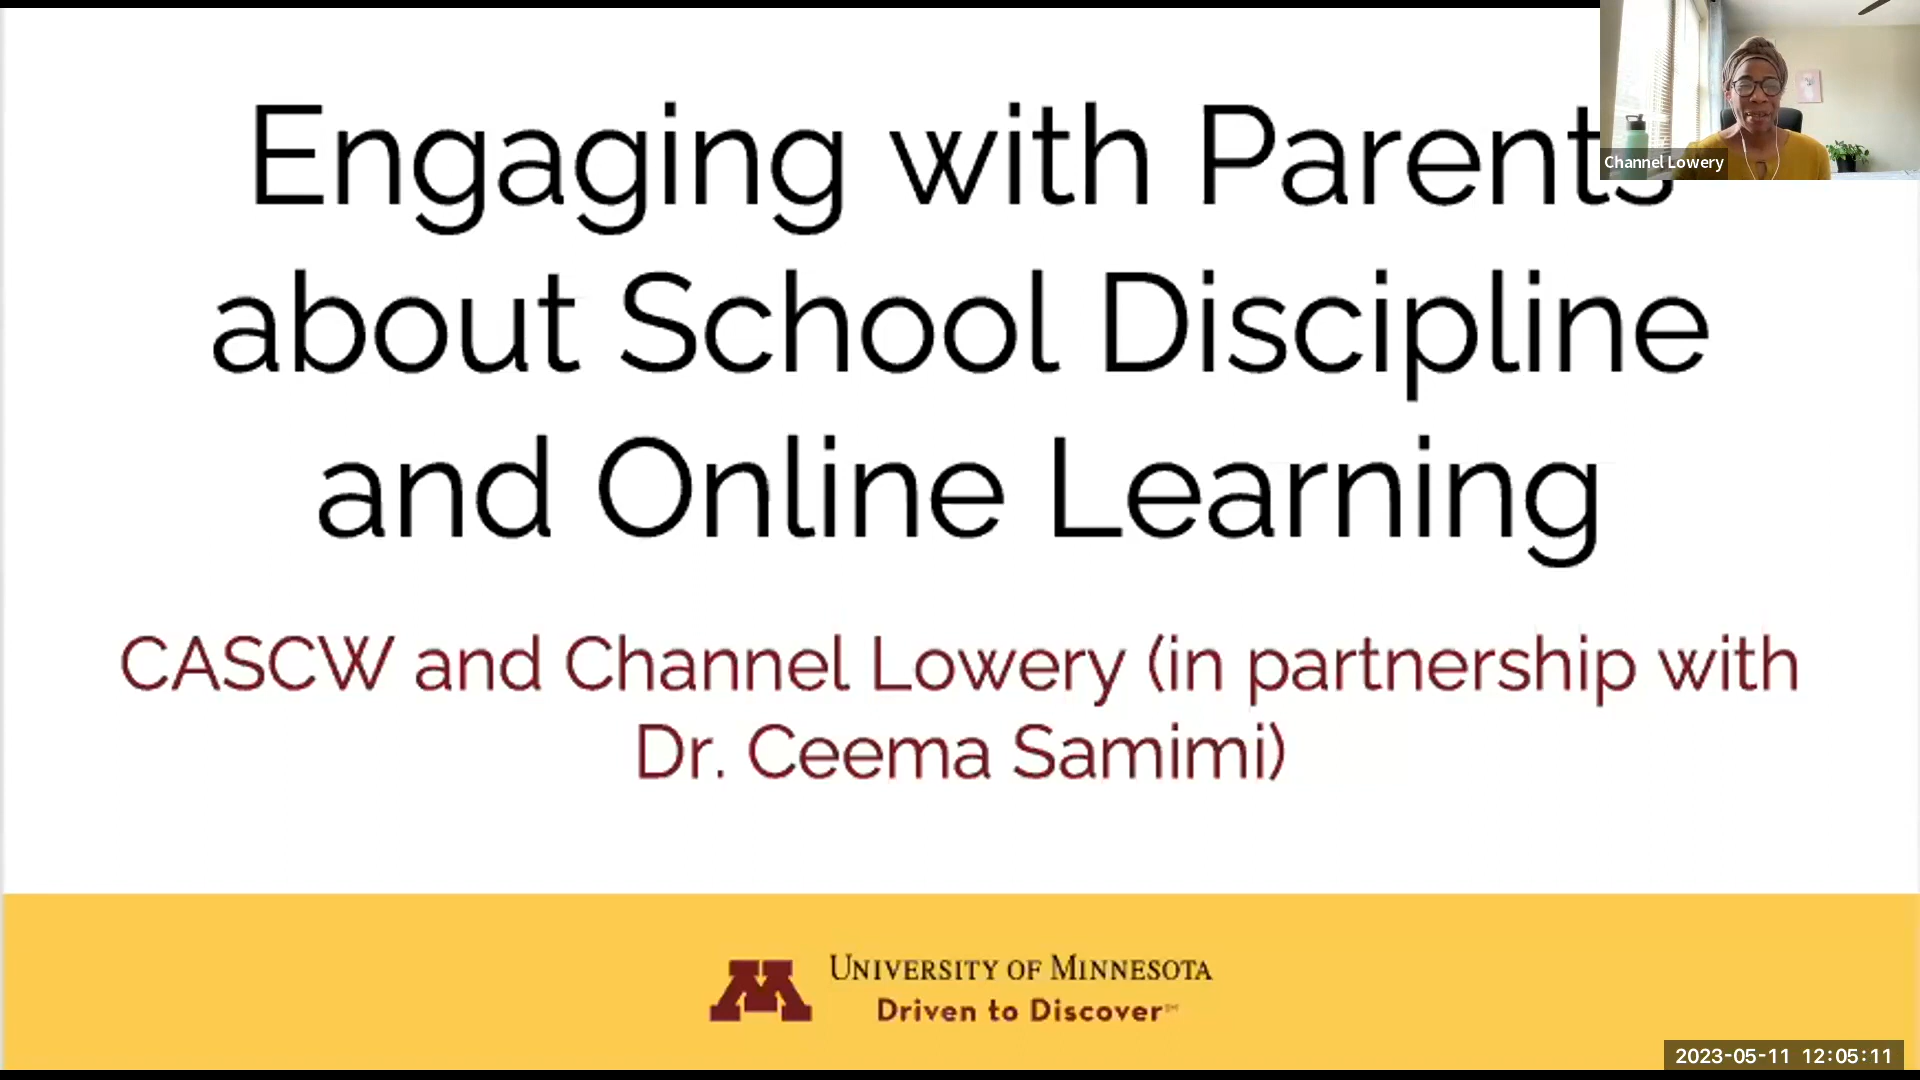 Engaging with Parents
about School Discipline
and Online Learning
CASCW and Channel Lowery (in partnership with
Dr. Ceema Samimi)
Channel Lowery
UNIVERSITY OF MINNESOTA
Driven to Discover℠
2023-05-11 12:05:11